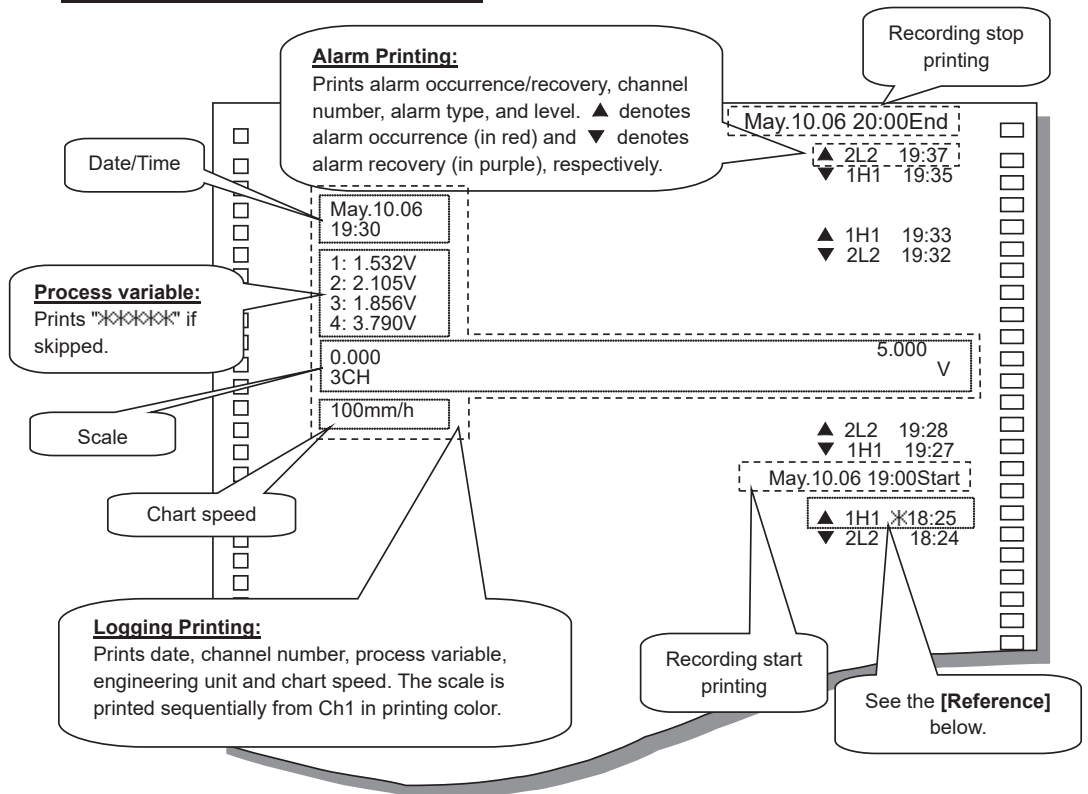 Recording stop
printing
Alarm Printing:
Prints alarm occurrence/recovery, channel
number, alarm type, and level. ▲ denotes
alarm occurrence (in red) and ▼ denotes
alarm recovery (in purple), respectively.
May.10.06 20:00End
▲ 2L2 19:37
▼ 1H1 19:35
Date/Time
May.10.06
19:30
▲ 1H1 19:33
▼ 2L2 19:32
1: 1.532V
2: 2.105V
3: 1.856V
4: 3.790V
Process variable:
Prints "※※※※※" if
skipped.
0.000 5.000
3CH V
Scale
100mm/h
▲ 2L2 19:28
▼ 1H1 19:27
May.10.06 19:00Start
Chart speed
▲ 1H1 ※18:25
▼ 2L2 18:24
Logging Printing:
Prints date, channel number, process variable,
engineering unit and chart speed. The scale is
printed sequentially from Ch1 in printing color.
Recording start
printing
See the [Reference]
below.